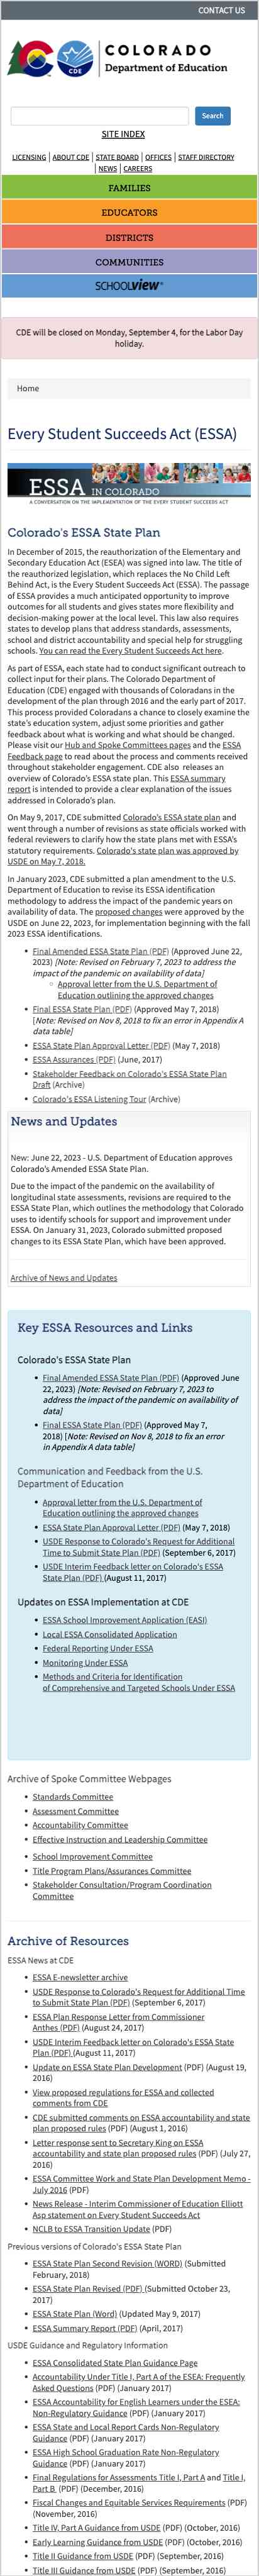 CONTACT US
COLORADO
CDE
Department of Education
Search
SITE INDEX
LICENSING | ABOUT CDE | STATE BOARD | OFFICES | STAFF DIRECTORY
| NEWS | CAREERS
FAMILIES
EDUCATORS
DISTRICTS
COMMUNITIES
SCHOOLVIEW
CDE will be closed on Monday, September 4, for the Labor Day
holiday.
Home
Every Student Succeeds Act (ESSA)
ESSA IN COLORADO
A CONVERSATION ON THE IMPLEMENTATION OF THE EVERY STUDENT SUCCEEDS ACT
Colorado's ESSA State Plan
In December of 2015, the reauthorization of the Elementary and
Secondary Education Act (ESEA) was signed into law. The title of
the reauthorized legislation, which replaces the No Child Left
Behind Act, is the Every Student Succeeds Act (ESSA). The passage
of ESSA provides a much anticipated opportunity to improve
outcomes for all students and gives states more flexibility and
decision-making power at the local level. This law also requires
states to develop plans that address standards, assessments,
school and district accountability and special help for struggling
schools. You can read the Every Student Succeeds Act here.
As part of ESSA, each state had to conduct significant outreach to
collect input for their plans. The Colorado Department of
Education (CDE) engaged with thousands of Coloradans in the
development of the plan through 2016 and the early part of 2017.
This process provided Coloradans a chance to closely examine the
state's education system, adjust some priorities and gather
feedback about what is working and what should be changed.
Please visit our Hub and Spoke Committees pages and the ESSA
Feedback page to read about the process and comments received
throughout stakeholder engagement. CDE also releases an
overview of Colorado's ESSA state plan. This ESSA summary
report is intended to provide a clear explanation of the issues
addressed in Colorado's plan.
On May 9, 2017, CDE submitted Colorado's ESSA state plan and
went through a number of revisions as state officials worked with
federal reviewers to clarify how the state plans met with ESSA's
statutory requirements. Colorado's state plan was approved by
USDE on May 7, 2018.
In January 2023, CDE submitted a plan amendment to the U.S.
Department of Education to revise its ESSA identification
methodology to address the impact of the pandemic years on
availability of data. The proposed changes were approved by the
USDE on June 22, 2023, for implementation beginning with the fall
2023 ESSA identifications.
• Final Amended ESSA State Plan (PDF) (Approved June 22,
2023) [Note: Revised on February 7, 2023 to address the
impact of the pandemic on availability of data]
◦ Approval letter from the U.S. Department of
Education outlining the approved changes
• Final ESSA State Plan (PDF) (Approved May 7, 2018)
[Note: Revised on Nov 8, 2018 to fix an error in Appendix A
data table]
• ESSA State Plan Approval Letter (PDF) (May 7, 2018)
• ESSA Assurances (PDF) (June, 2017)
• Stakeholder Feedback on Colorado's ESSA State Plan
Draft (Archive)
• Colorado's ESSA Listening Tour (Archive)
News and Updates
New: June 22, 2023 - U.S. Department of Education approves
Colorado's Amended ESSA State Plan.
Due to the impact of the pandemic on the availability of
longitudinal state assessments, revisions are required to the
ESSA State Plan, which outlines the methodology that Colorado
uses to identify schools for support and improvement under
ESSA. On January 31, 2023, Colorado submitted proposed
changes to its ESSA State Plan, which have been approved.
Archive of News and Updates
Key ESSA Resources and Links
Colorado's ESSA State Plan
• Final Amended ESSA State Plan (PDF) (Approved June
22, 2023) [Note: Revised on February 7, 2023 to
address the impact of the pandemic on availability of
data]
• Final ESSA State Plan (PDF) (Approved May 7,
2018) [Note: Revised on Nov 8, 2018 to fix an error
in Appendix A data table]
Communication and Feedback from the U.S.
Department of Education
• Approval letter from the U.S. Department of
Education outlining the approved changes
• ESSA State Plan Approval Letter (PDF) (May 7, 2018)
• USDE Response to Colorado's Request for Additional
Time to Submit State Plan (PDF) (September 6, 2017)
• USDE Interim Feedback letter on Colorado's ESSA
State Plan (PDF) (August 11, 2017)
Updates on ESSA Implementation at CDE
• ESSA School Improvement Application (EASI)
• Local ESSA Consolidated Application
• Federal Reporting Under ESSA
• Monitoring Under ESSA
• Methods and Criteria for Identification
of Comprehensive and Targeted Schools Under ESSA
Archive of Spoke Committee Webpages
• Standards Committee
• Assessment Committee
• Accountability Committee
• Effective Instruction and Leadership Committee
• School Improvement Committee
• Title Program Plans/Assurances Committee
• Stakeholder Consultation/Program Coordination
Committee
Archive of Resources
ESSA News at CDE
• ESSA E-newsletter archive
• USDE Response to Colorado's Request for Additional Time
to Submit State Plan (PDF) (September 6, 2017)
• ESSA Plan Response Letter from Commissioner
Anthes (PDF) (August 24, 2017)
• USDE Interim Feedback letter on Colorado's ESSA State
Plan (PDF) (August 11, 2017)
• Update on ESSA State Plan Development (PDF) (August 19,
2016)
• View proposed regulations for ESSA and collected
comments from CDE
• CDE submitted comments on ESSA accountability and state
plan proposed rules (PDF) (August 1, 2016)
• Letter response sent to Secretary King on ESSA
accountability and state plan proposed rules (PDF) (July 27,
2016)
• ESSA Committee Work and State Plan Development Memo -
July 2016 (PDF)
• News Release - Interim Commissioner of Education Elliott
Asp statement on Every Student Succeeds Act
• NCLB to ESSA Transition Update (PDF)
Previous versions of Colorado's ESSA State Plan
• ESSA State Plan Second Revision (WORD) (Submitted
February, 2018)
• ESSA State Plan Revised (PDF) (Submitted October 23,
2017)
• ESSA State Plan (Word) (Updated May 9, 2017)
• ESSA Summary Report (PDF) (April, 2017)
USDE Guidance and Regulatory Information
• ESSA Consolidated State Plan Guidance Page
• Accountability Under Title I, Part A of the ESEA: Frequently
Asked Questions (PDF) (January 2017)
• ESSA Accountability for English Learners under the ESEA:
Non-Regulatory Guidance (PDF) (January 2017)
• ESSA State and Local Report Cards Non-Regulatory
Guidance (PDF) (January 2017)
• ESSA High School Graduation Rate Non-Regulatory
Guidance (PDF) (January 2017)
• Final Regulations for Assessments Title I, Part A and Title I,
Part B (PDF) (December, 2016)
• Fiscal Changes and Equitable Services Requirements (PDF)
(November, 2016)
• Title IV, Part A Guidance from USDE (PDF) (October, 2016)
• Early Learning Guidance from USDE (PDF) (October, 2016)
• Title II Guidance from USDE (PDF) (September, 2016)
• Title III Guidance from USDE (PDF) (September, 2016)